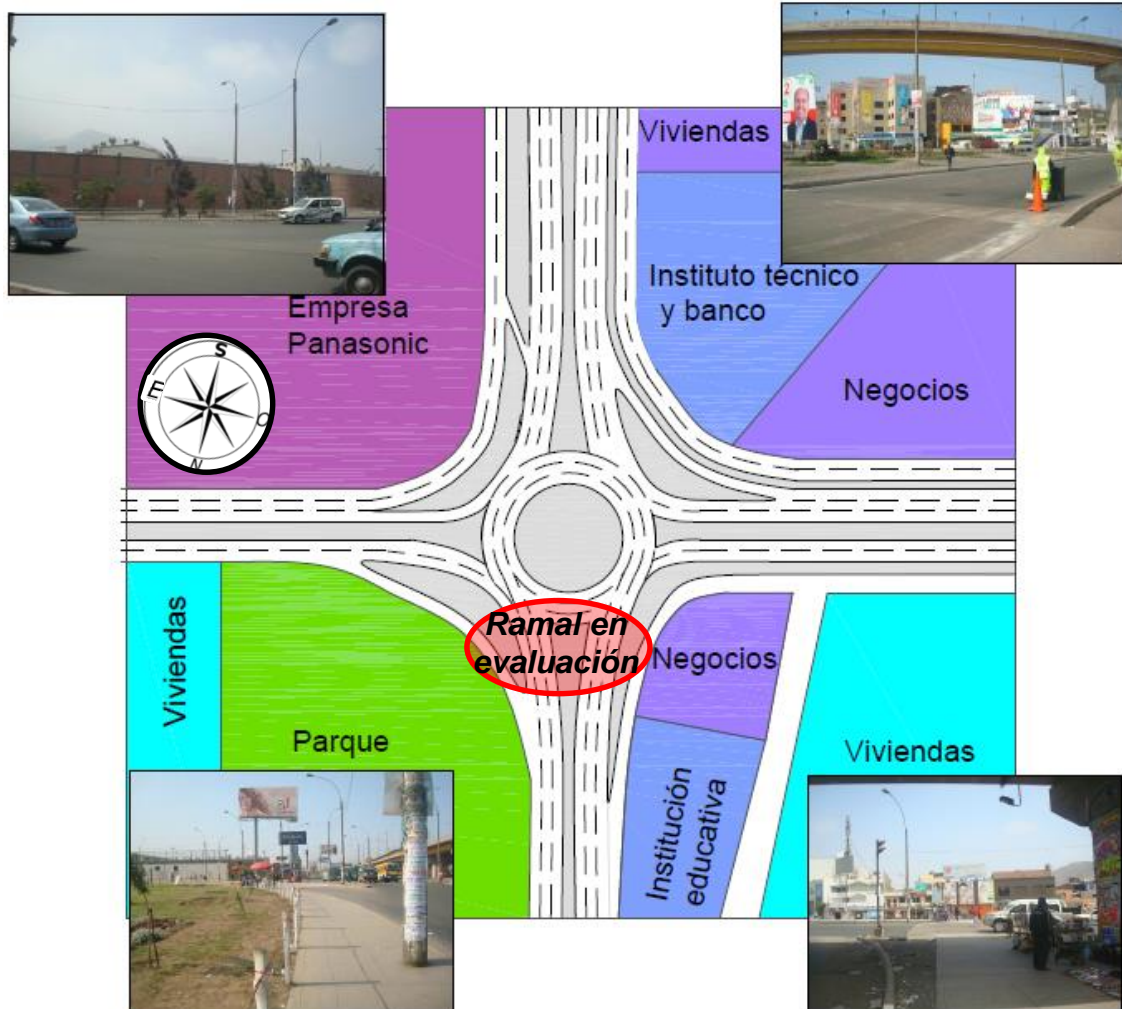 Viviendas
Instituto técnico
y banco
Empresa
Panasonic
Negocios
S
E
O
N
Ramal en
evaluación
Negocios
Viviendas
Parque
Viviendas
Institución
educativa